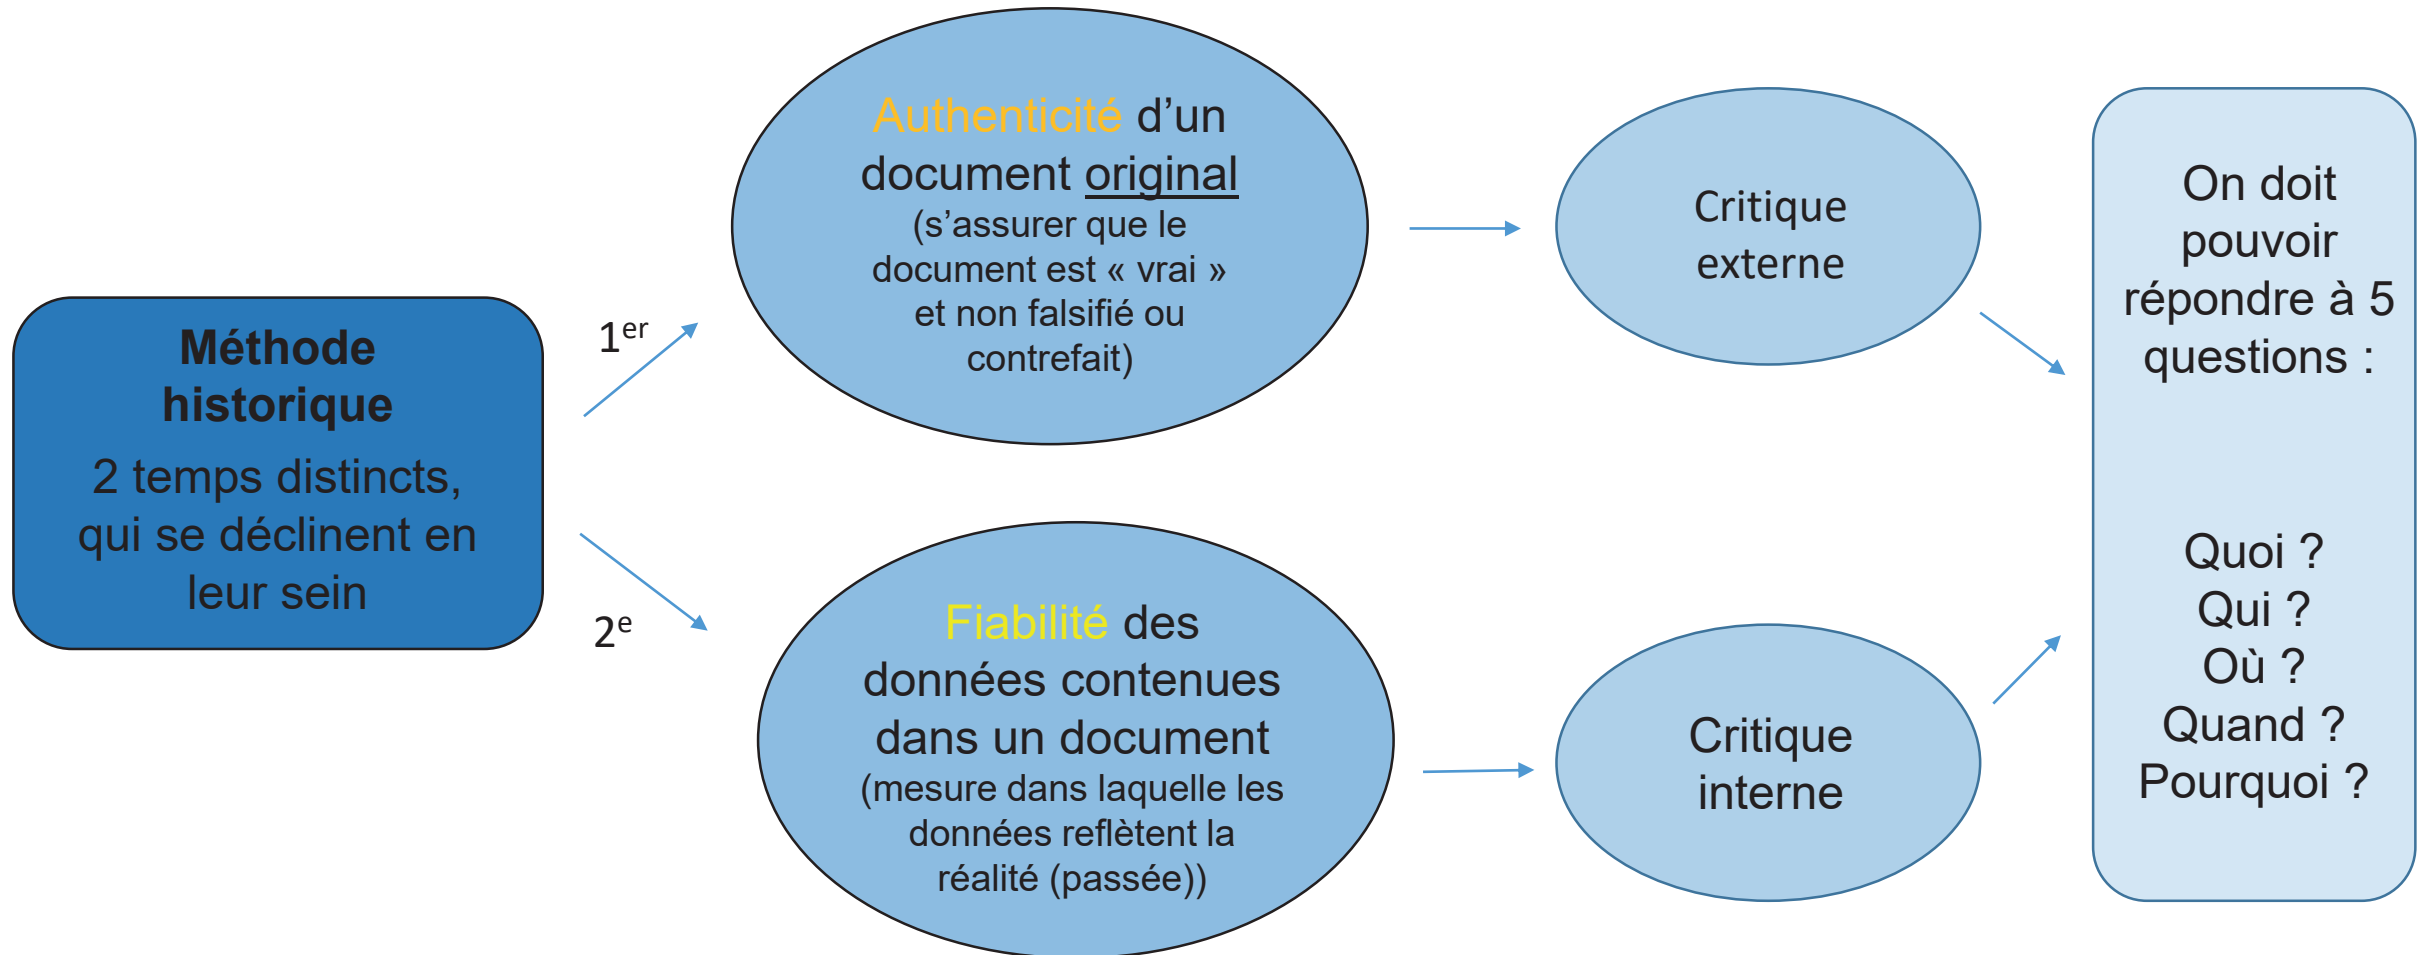 Méthode
historique
2 temps distincts,
qui se déclinent en
leur sein
1er
Authenticité d’un
document original
(s’assurer que le
document est « vrai »
et non falsifié ou
contrefait)
Critique
externe
2e
Fiabilité des
données contenues
dans un document
(mesure dans laquelle les
données reflètent la
réalité (passée))
Critique
interne
On doit
pouvoir
répondre à 5
questions :
Quoi ?
Qui ?
Où ?
Quand ?
Pourquoi ?